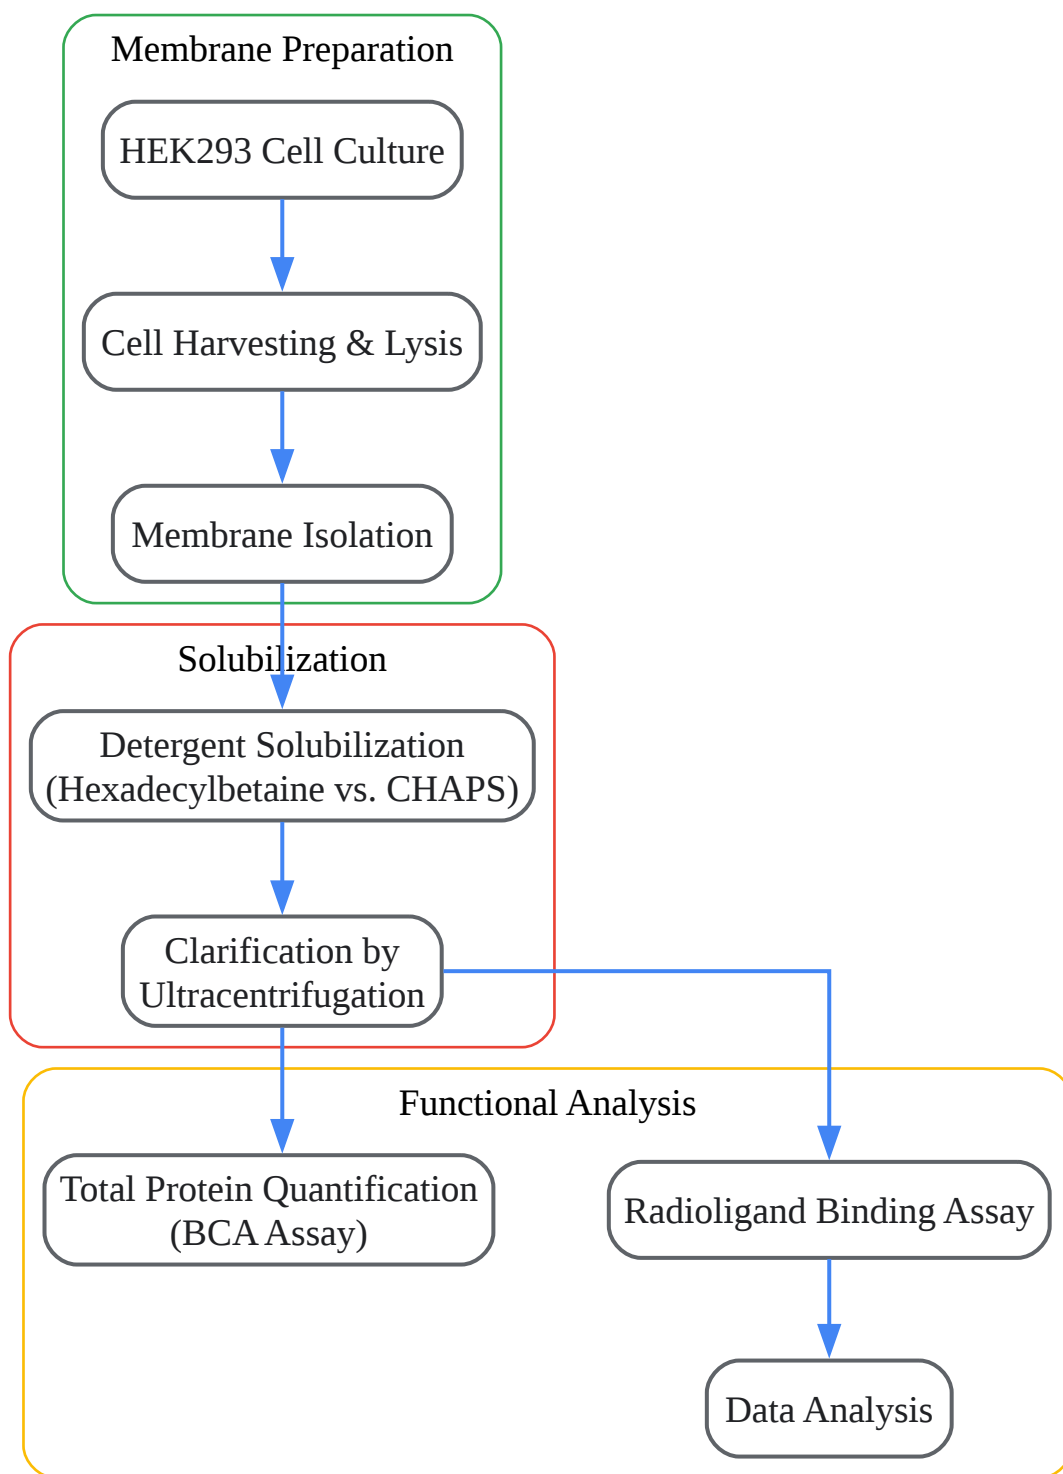 Membrane Preparation
HEK293 Cell Culture
Cell Harvesting & Lysis
Membrane Isolation
Solubilization
Detergent Solubilization
(Hexadecylbetaine vs. CHAPS)
Clarification by
Ultracentrifugation
Functional Analysis
Total Protein Quantification
(BCA Assay)
Radioligand Binding Assay
Data Analysis